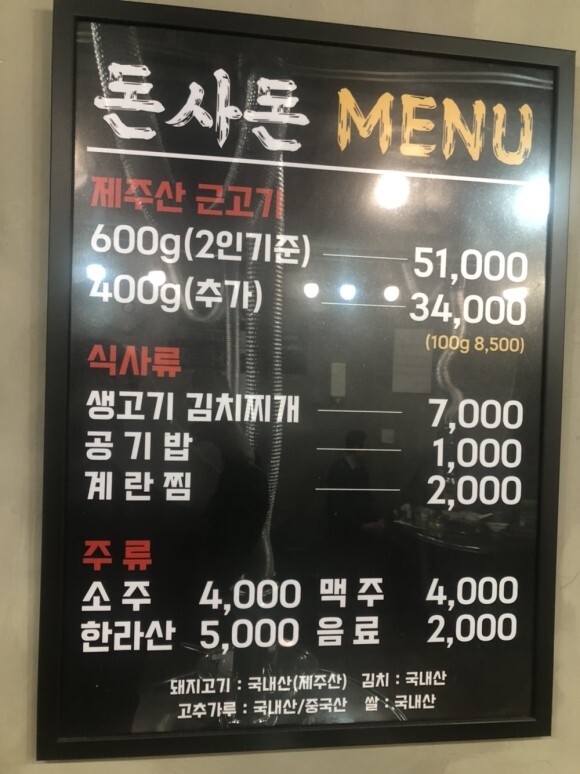 돈사돈 MENU
제주산 근고기
600g(2인기준) 51,000
400g(추가) 34,000
(100g 8,500)
식사류
생고기 김치찌개 7,000
공기밥 1,000
계란찜 2,000
주류
소주 4,000 맥주 4,000
한라산 5,000 음료 2,000
돼지고기 : 국내산(제주산) 김치 : 국내산
고추가루 : 국내산/중국산 쌀 : 국내산